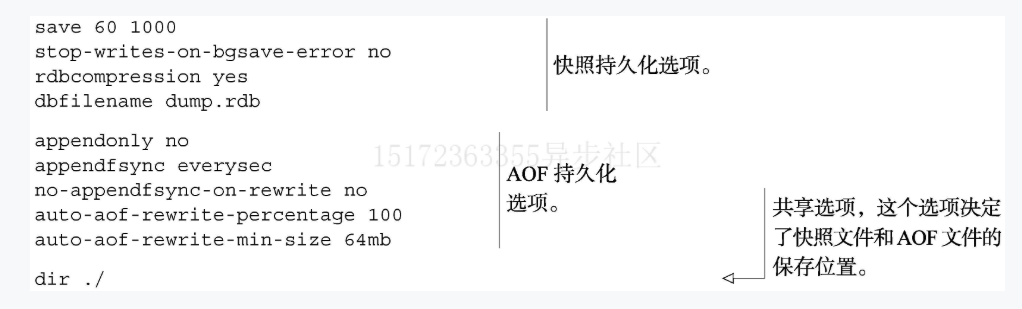 save 60 1000
stop-writes-on-bgsave-error no
rdbcompression yes
dbfilename dump.rdb
快照持久化选项。
appendonly no
appendfsync everysec
no-appendfsync-on-rewrite no
auto-aof-rewrite-percentage 100
auto-aof-rewrite-min-size 64mb
15172363355异步社区
AOF 持久化
选项。
dir ./
共享选项，这个选项决定
了快照文件和 AOF 文件的
保存位置。